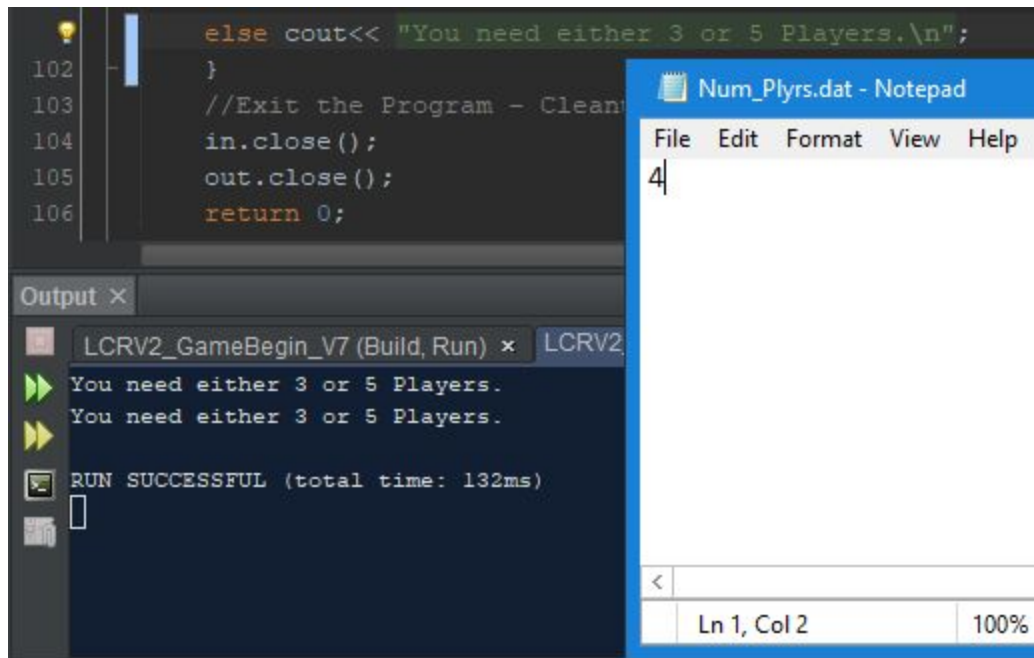 else cout<< "You need either 3 or 5 Players.\n";
102 }
103 //Exit the Program - Clean
104 in.close();
105 out.close();
106 return 0;
Output ×
LCRV2_GameBegin_V7 (Build, Run) × LCRV2_
You need either 3 or 5 Players.
You need either 3 or 5 Players.
RUN SUCCESSFUL (total time: 132ms)
Num_Plyrs.dat - Notepad
File Edit Format View Help
4
Ln 1, Col 2 100%